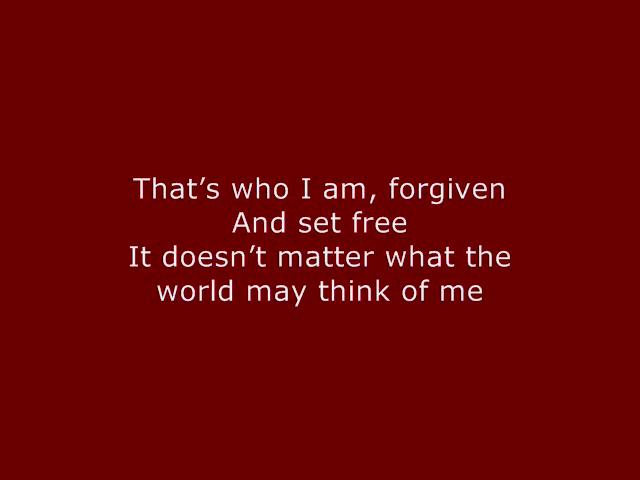 That’s who I am, forgiven
And set free
It doesn’t matter what the
world may think of me